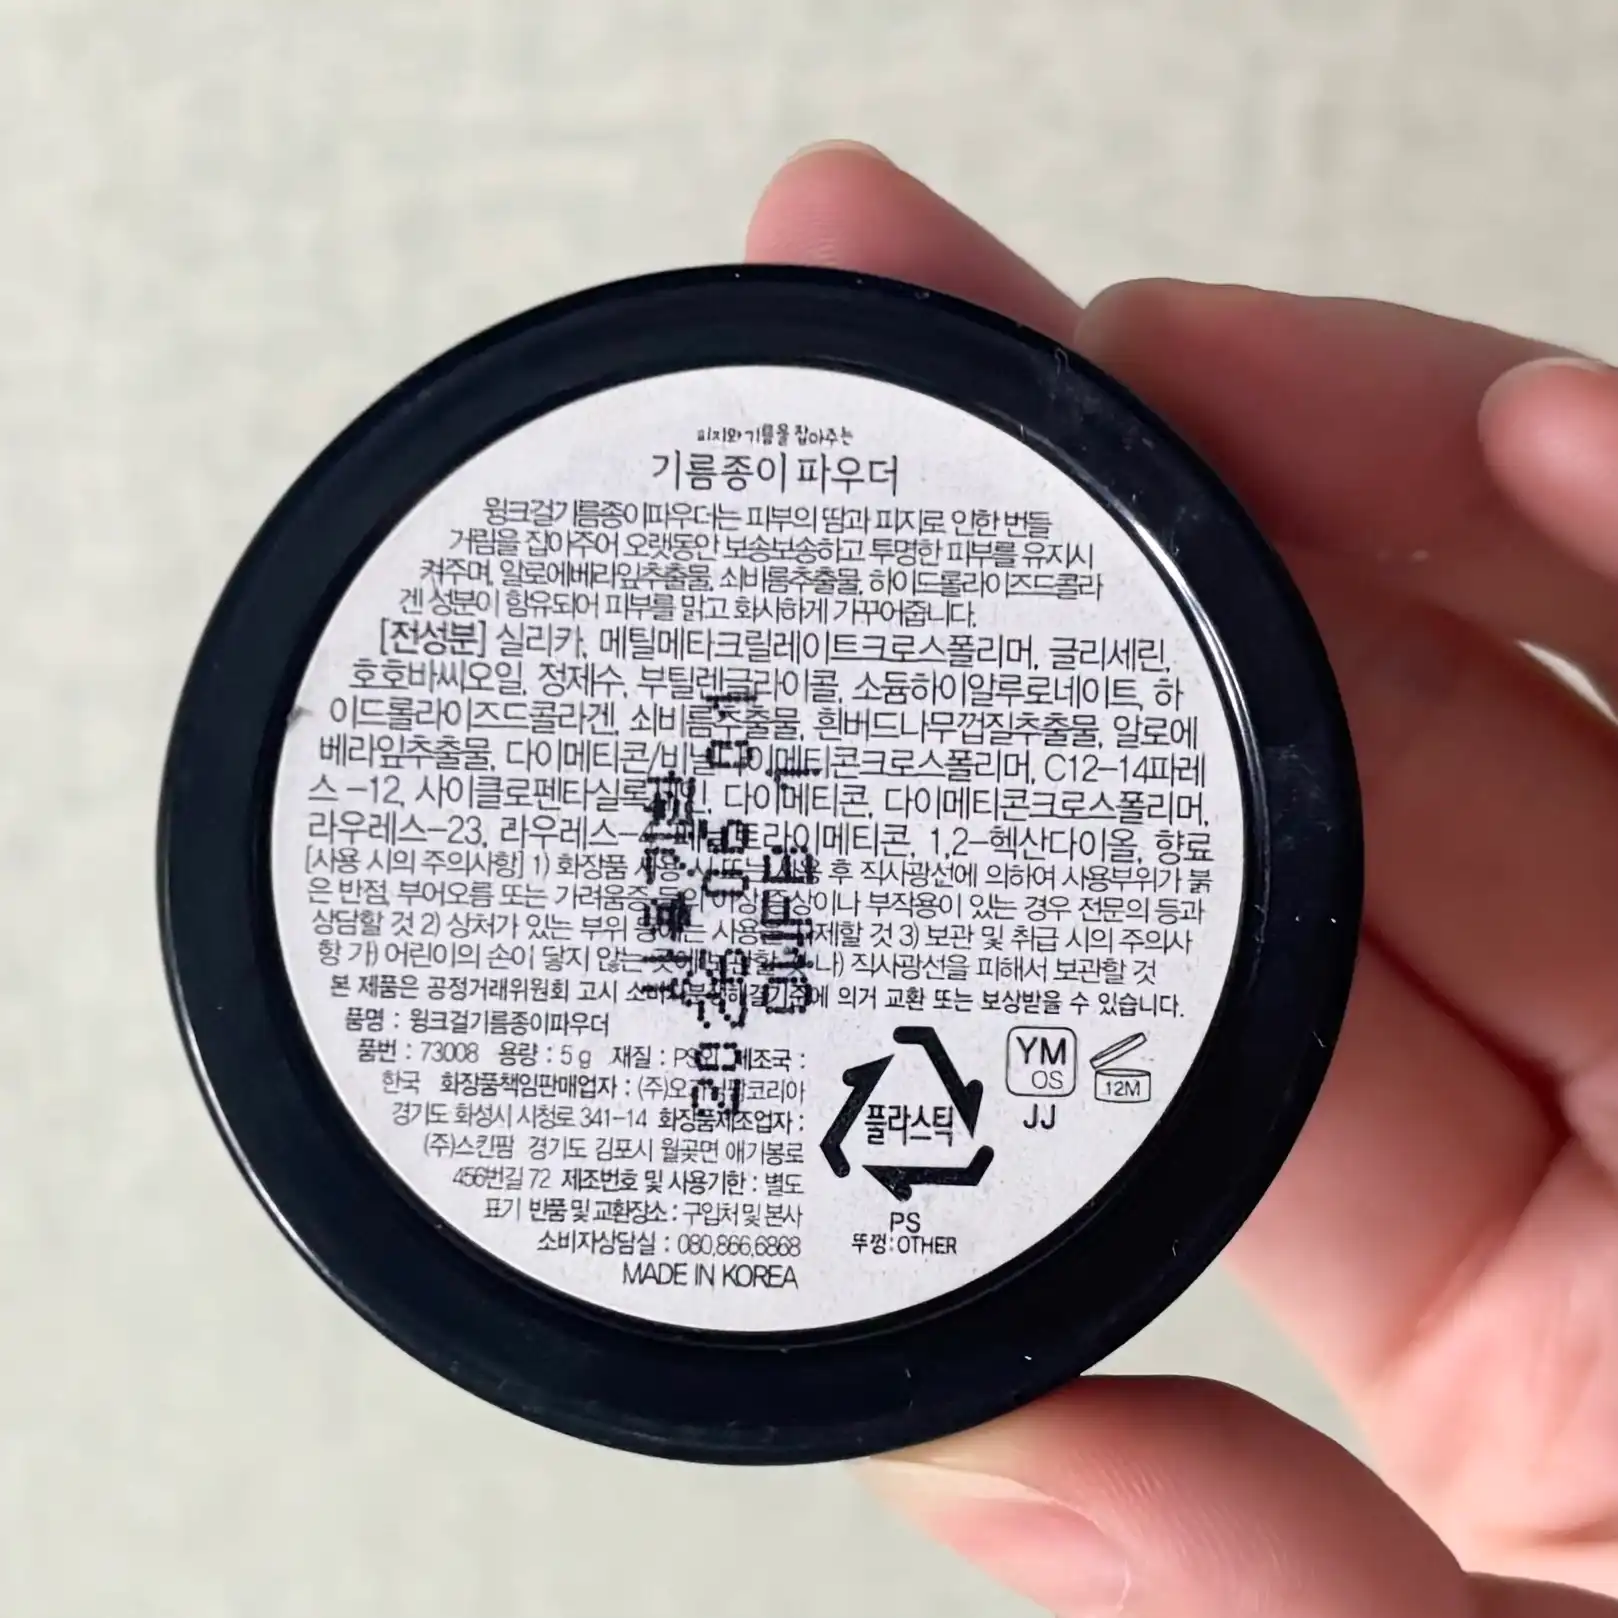 피지와 기름을 잡아주는
기름종이 파우더
윙크걸기름종이파우더는 피부의 땀과 피지로 인한 번들
거림을 잡아주어 오랫동안 보송보송하고 투명한 피부를 유지시
켜주며, 알로에베라잎추출물, 쇠비름추출물, 하이드롤라이즈드콜라
겐 성분이 함유되어 피부를 맑고 화사하게 가꾸어줍니다.
[전성분] 실리카, 메틸메타크릴레이트크로스폴리머, 글리세린,
호호바씨오일, 정제수, 부틸렌글라이콜, 소듐하이알루로네이트, 하
이드롤라이즈드콜라겐, 쇠비름추출물, 흰버드나무껍질추출물, 알로에
베라잎추출물, 다이메티콘/비닐다이메티콘크로스폴리머, C12-14파레
스-12, 사이클로펜타실록세인, 다이메티콘, 다이메티콘크로스폴리머,
라우레스-23, 라우레스-4, 페닐트라이메티콘, 1,2-헥산다이올, 향료
[사용 시의 주의사항] 1) 화장품 사용 시 또는 사용 후 직사광선에 의하여 사용부위가 붉
은 반점, 부어오름 또는 가려움증 등의 이상 증상이나 부작용이 있는 경우 전문의 등과
상담할 것 2) 상처가 있는 부위 등에는 사용을 자제할 것 3) 보관 및 취급 시의 주의사
항 가) 어린이의 손이 닿지 않는 곳에 보관할 것 나) 직사광선을 피해서 보관할 것
본 제품은 공정거래위원회 고시 소비자분쟁해결기준에 의거 교환 또는 보상받을 수 있습니다.
품명 : 윙크걸기름종이파우더
품번 : 73008 용량 : 5g 재질 : PS외 제조국 :
한국 화장품책임판매업자 :
경기도 화성시 시청로 341-14 화장품제조업자 :
(주)스킨팜 경기도 김포시 월곶면 애기봉로
456번길 72 제조번호 및 사용기한 : 별도
표기 반품 및 교환장소 : 구입처 및 본사
소비자상담실 : 080.866.6868
MADE IN KOREA
플라스틱
PS
뚜껑:OTHER
YM
OS
JJ
12M